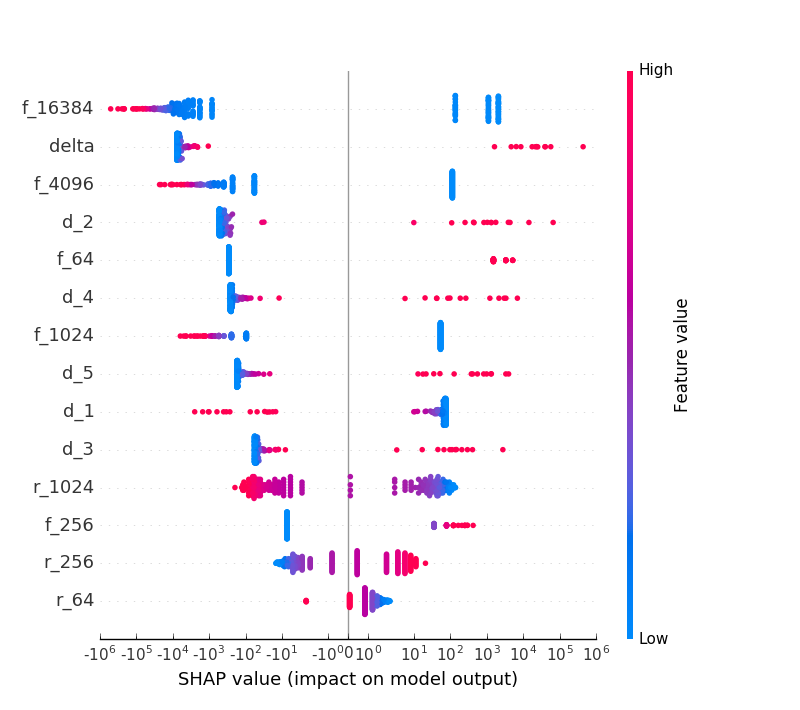 High
f_16384
delta
f_4096
d_2
f_64
d_4
f_1024
d_5
d_1
d_3
r_1024
f_256
r_256
r_64
Feature value
Low
-10^6 -10^5 -10^4 -10^3 -10^2 -10^1 -10^0 0 10^0 10^1 10^2 10^3 10^4 10^5 10^6
SHAP value (impact on model output)